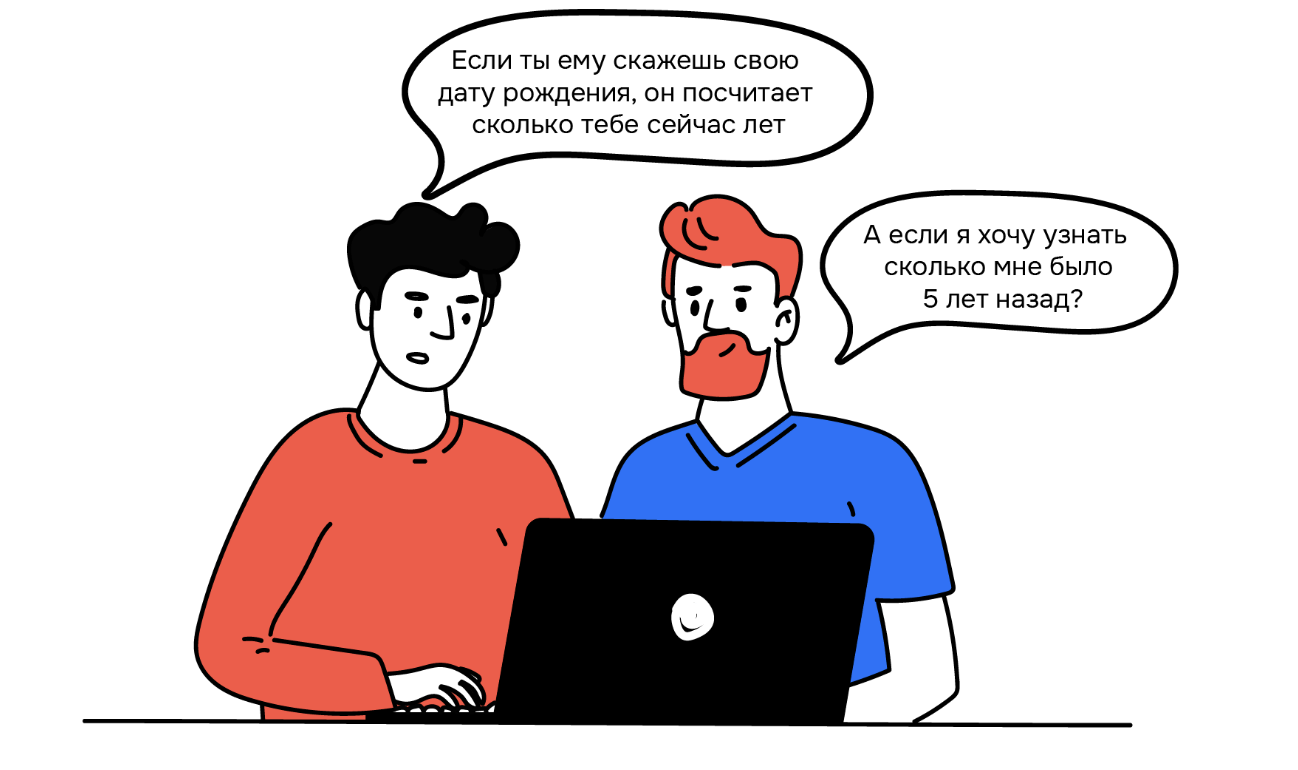 Если ты ему скажешь свою
дату рождения, он посчитает
сколько тебе сейчас лет
А если я хочу узнать
сколько мне было
5 лет назад?